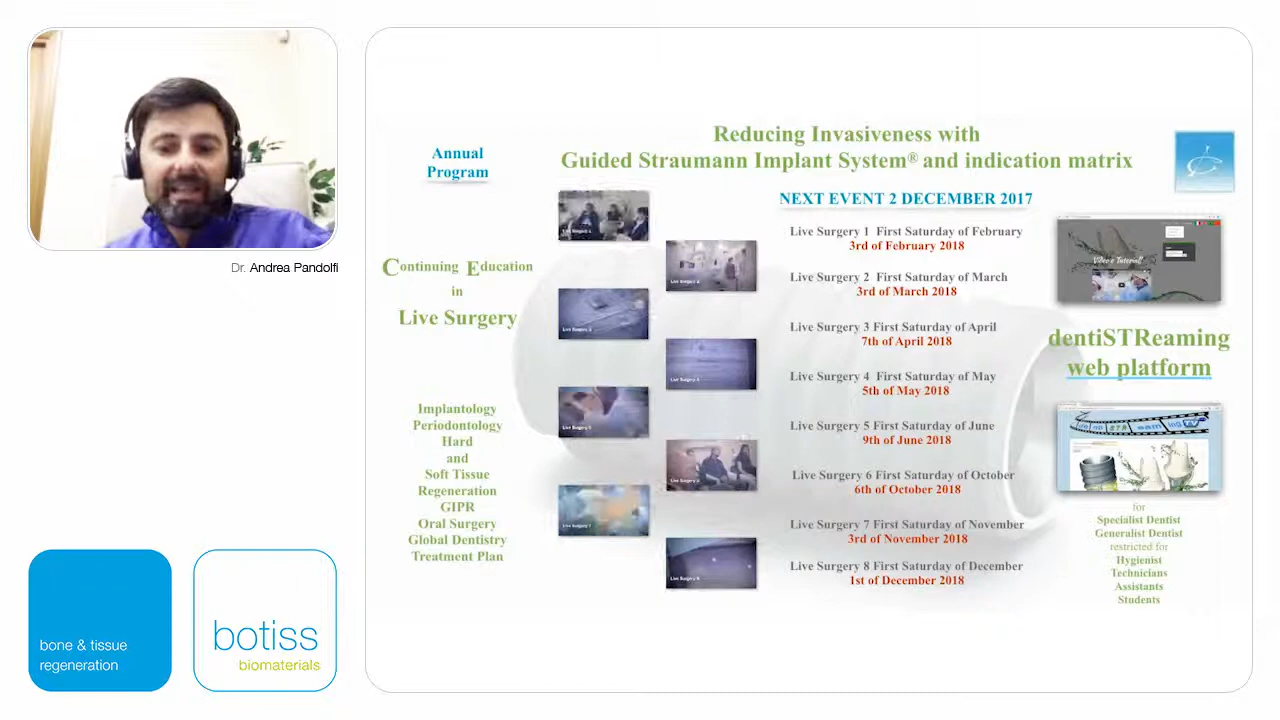 Dr. Andrea Pandolfi
bone & tissue
regeneration
botiss
biomaterials
Reducing Invasiveness with
Guided Straumann Implant System® and indication matrix
Annual
Program
Continuing Education
in
Live Surgery
Implantology
Periodontology
Hard
and
Soft Tissue
Regeneration
GIPR
Oral Surgery
Global Dentistry
Treatment Plan
NEXT EVENT 2 DECEMBER 2017
Live Surgery 1 First Saturday of February
3rd of February 2018
Live Surgery 2 First Saturday of March
3rd of March 2018
Live Surgery 3 First Saturday of April
7th of April 2018
Live Surgery 4 First Saturday of May
5th of May 2018
Live Surgery 5 First Saturday of June
9th of June 2018
Live Surgery 6 First Saturday of October
6th of October 2018
Live Surgery 7 First Saturday of November
3rd of November 2018
Live Surgery 8 First Saturday of December
1st of December 2018
Video e Tutorial!
dentiSTReaming
web platform
for
Specialist Dentist
Generalist Dentist
restricted for
Hygienist
Technicians
Assistants
Students